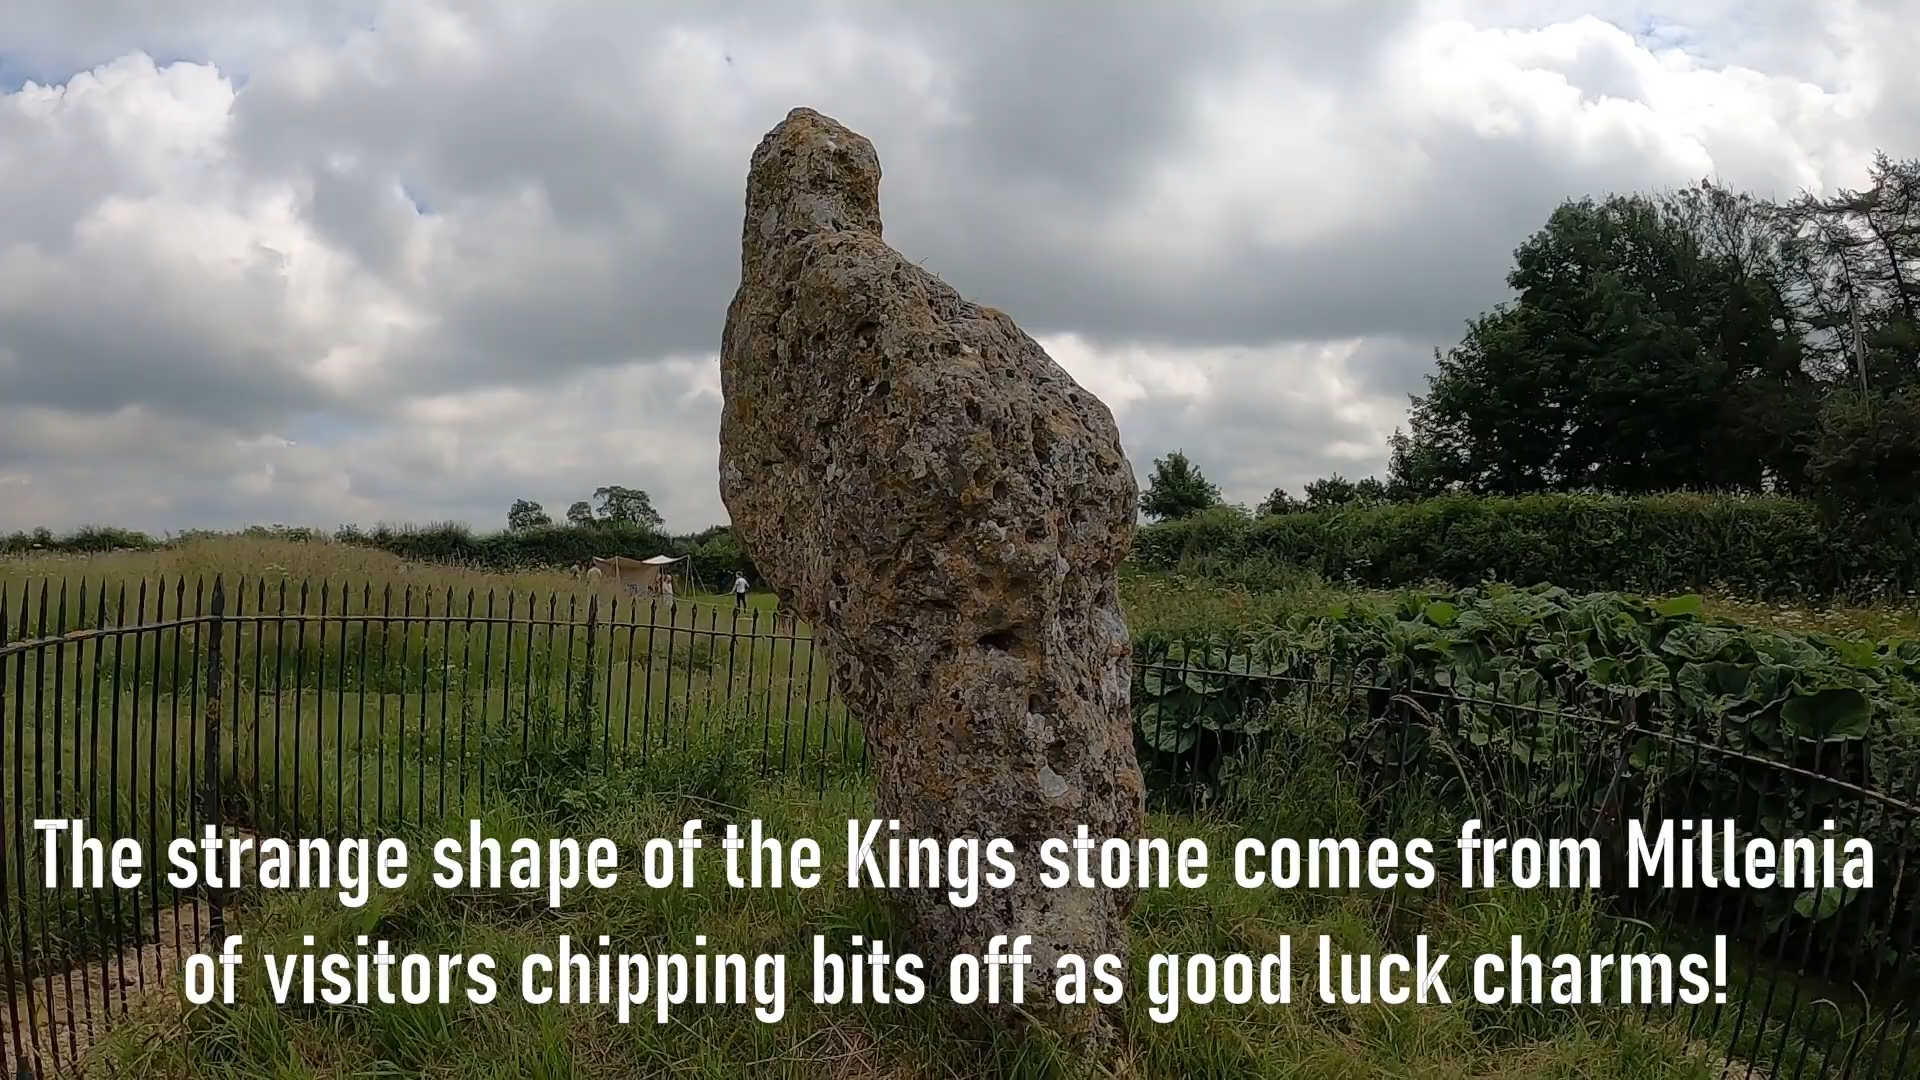 The strange shape of the Kings stone comes from Millenia
of visitors chipping bits off as good luck charms!